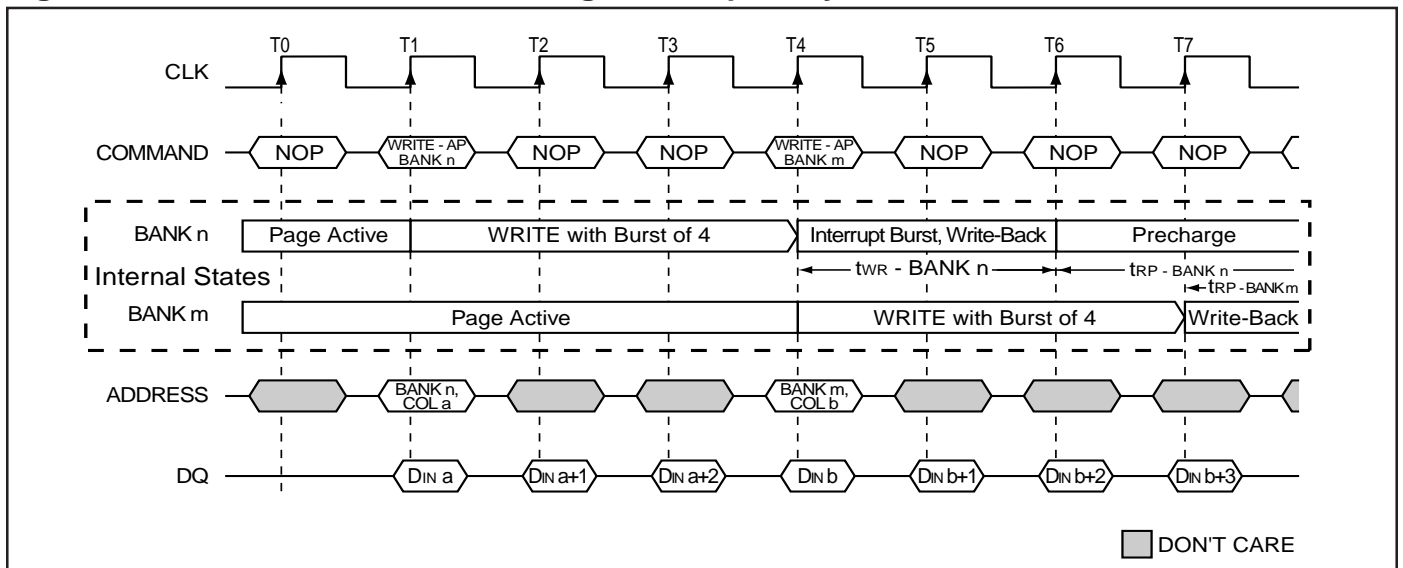 T0 T1 T2 T3 T4 T5 T6 T7
CLK
COMMAND NOP WRITE - AP BANK n NOP NOP WRITE - AP BANK m NOP NOP NOP
BANK n Page Active WRITE with Burst of 4 Interrupt Burst, Write-Back Precharge
tWR - BANK n tRP - BANK n
Internal States
tRP - BANK m
BANK m Page Active WRITE with Burst of 4 Write-Back
ADDRESS BANK n, COL a BANK m, COL b
DQ DIN a DIN a+1 DIN a+2 DIN b DIN b+1 DIN b+2 DIN b+3
DON'T CARE